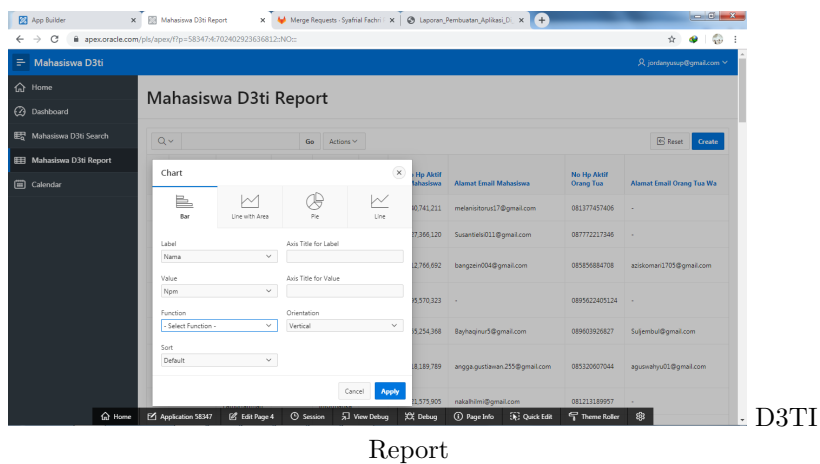 App Builder
Mahasiswa D3ti Report
Merge Requests · Syafrial Fachri
Laporan_Pembuatan_Aplikasi_D
apex.oracle.com/pls/apex/f?p=58347:4:702402923636812::NO:::
Mahasiswa D3ti
jordanyusup@gmail.com
Home
Dashboard
Mahasiswa D3ti Search
Mahasiswa D3ti Report
Calendar
Mahasiswa D3ti Report
Go
Actions
Reset
Create
Chart
Bar
Line with Area
Pie
Line
Label
Axis Title for Label
Nama
Value
Axis Title for Value
Npm
Function
Orientation
- Select Function -
Vertical
Sort
Default
Cancel
Apply
Hp Aktif
Alamat Email Mahasiswa
No Hp Aktif
Orang Tua
Alamat Email Orang Tua Wa
melanisitorus17@gmail.com
081377457406
-
Susantielsi011@gmail.com
087772217346
-
bangzein004@gmail.com
085856884708
aziskomari1705@gmail.com
-
0895622405124
-
Bayhaqinur5@gmail.com
089603926827
Suljembul@gmail.com
angga.gustiawan.255@gmail.com
085320607044
aguswahyu01@gmail.com
nakalhilmi@gmail.com
081213189957
-
Home
Application 58347
Edit Page 4
Session
View Debug
Debug
Page Info
Quick Edit
Theme Roller
D3TI
Report